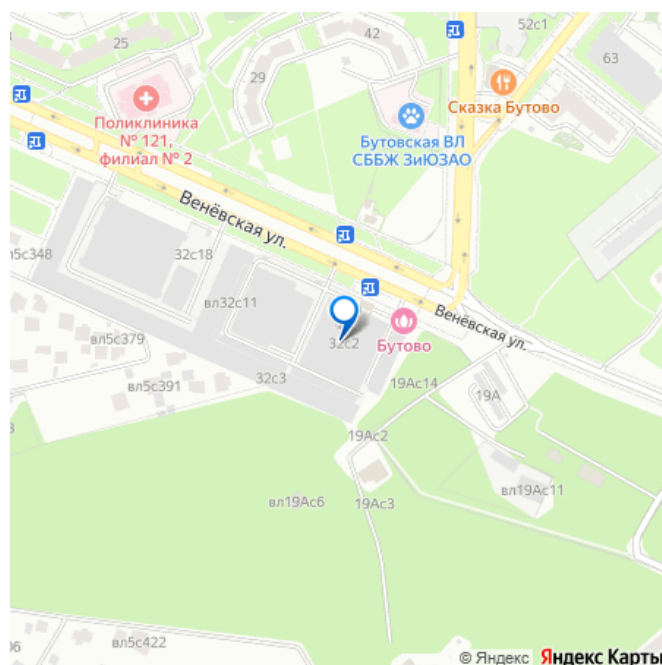 52с1
42
25
63
29
Сказка Бутово
Поликлиника
№ 121,
филиал № 2
Бутовская ВЛ
СББЖ ЗиЮЗАО
Венёвская ул.
вл5с348
32с18
вл32с11
Венёвская ул.
вл5с379
32с2
Бутово
вл5с391
32с3
19Ас14
19А
19Ас2
вл19Ас6
19Ас3
вл19Ас11
вл5с422
© Яндекс Яндекс Карты